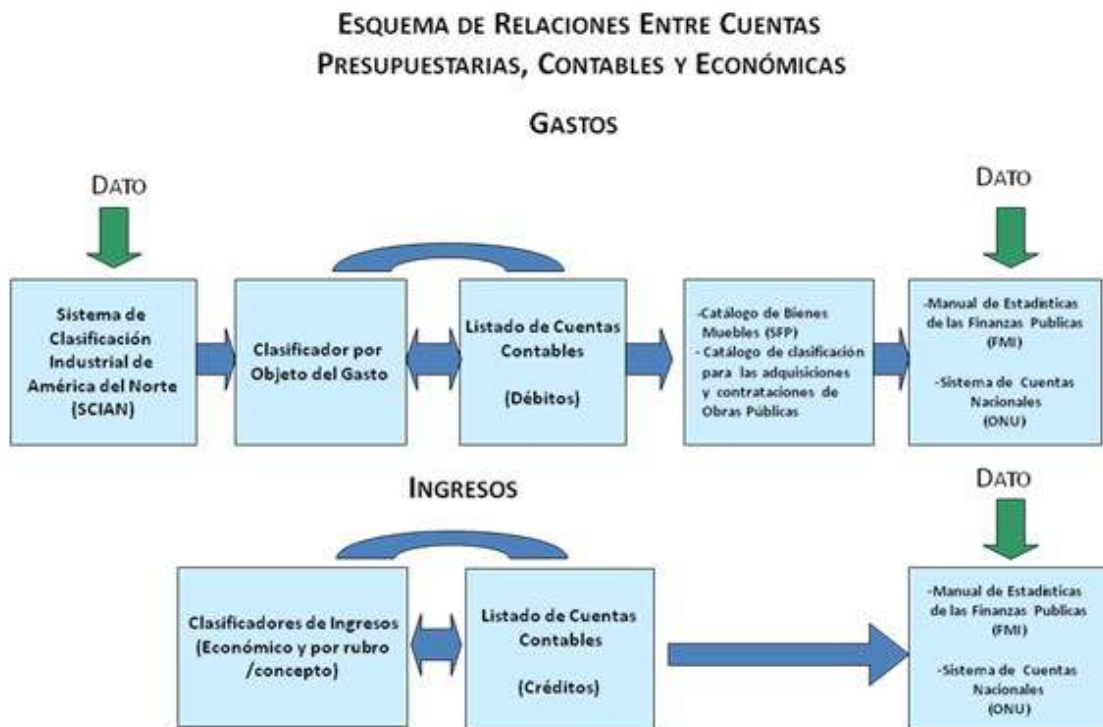 ESQUEMA DE RELACIONES ENTRE CUENTAS
PRESUPUESTARIAS, CONTABLES Y ECONÓMICAS
GASTOS
DATO
DATO
Sistema de
Clasificación
Industrial de
América del Norte
(SCIAN)
Clasificador por
Objeto del Gasto
Listado de Cuentas
Contables
(Débitos)
-Catálogo de Bienes
Muebles (SFP)
- Catálogo de clasificación
para las adquisiciones
y contrataciones de
Obras Públicas
-Manual de Estadísticas
de las Finanzas Publicas
(FMI)
-Sistema de Cuentas
Nacionales
(ONU)
INGRESOS
DATO
Clasificadores de Ingresos
(Económico y por rubro
/concepto)
Listado de Cuentas
Contables
(Créditos)
-Manual de Estadísticas
de las Finanzas Publicas
(FMI)
-Sistema de Cuentas
Nacionales
(ONU)